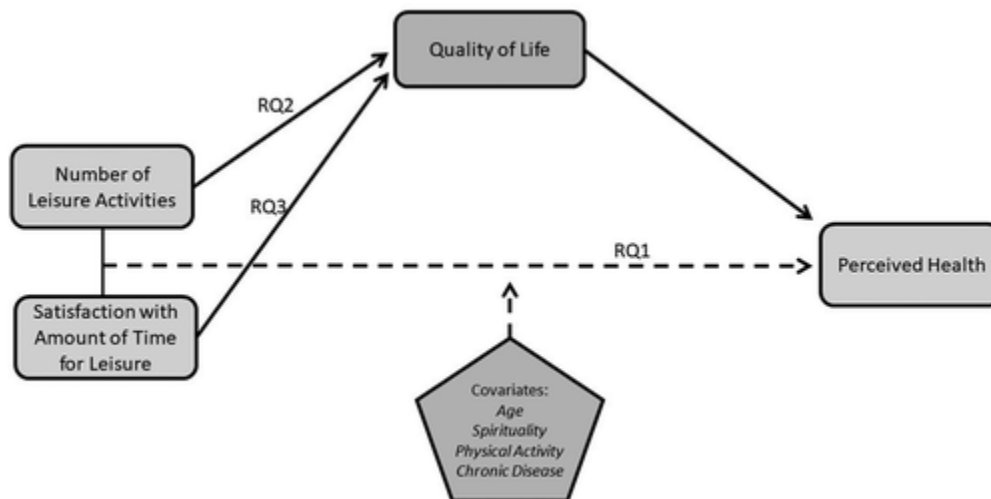 Quality of Life
RQ2
Number of
Leisure Activities
RQ3
RQ1
Perceived Health
Satisfaction with
Amount of Time
for Leisure
Covariates:
Age
Spirituality
Physical Activity
Chronic Disease